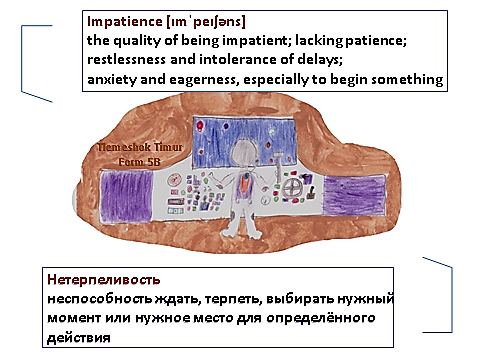 Impatience [ɪmˈpeɪʃəns]
the quality of being impatient; lacking patience;
restlessness and intolerance of delays;
anxiety and eagerness, especially to begin something
Tiemeshok Timur
Form 5B
Нетерпеливость
неспособность ждать, терпеть, выбирать нужный
момент или нужное место для определённого
действия